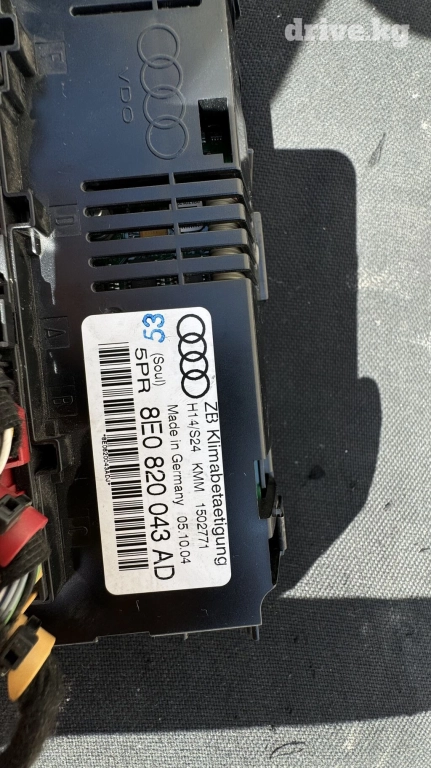 drive.kg
VDO
E
D
A
B
53
ZB Klimabetaetigung
H14/S24 KMM 1502771
Made in Germany 05.10.04
(Soul)
5PR 8E0 820 043 AD